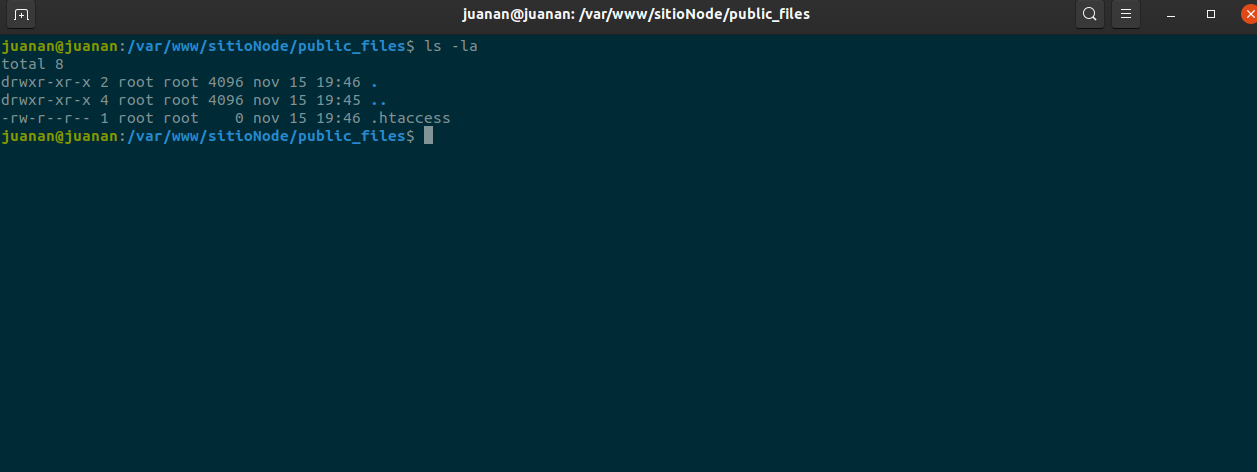 juanan@juanan: /var/www/sitioNode/public_files
juanan@juanan:/var/www/sitioNode/public_files$ ls -la
total 8
drwxr-xr-x 2 root root 4096 nov 15 19:46 .
drwxr-xr-x 4 root root 4096 nov 15 19:45 ..
-rw-r--r-- 1 root root    0 nov 15 19:46 .htaccess
juanan@juanan:/var/www/sitioNode/public_files$